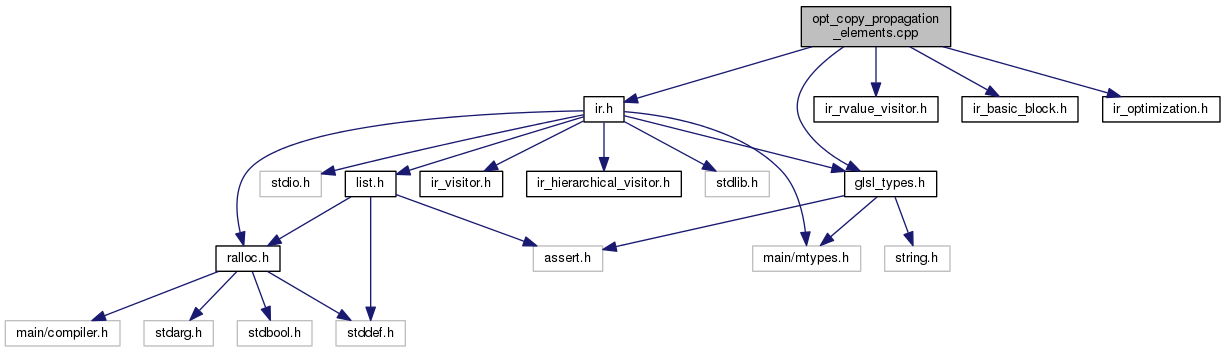 opt_copy_propagation
_elements.cpp
ir.h
ir_rvalue_visitor.h
ir_basic_block.h
ir_optimization.h
stdio.h
list.h
ir_visitor.h
ir_hierarchical_visitor.h
stdlib.h
glsl_types.h
ralloc.h
assert.h
main/mtypes.h
string.h
main/compiler.h
stdarg.h
stdbool.h
stddef.h